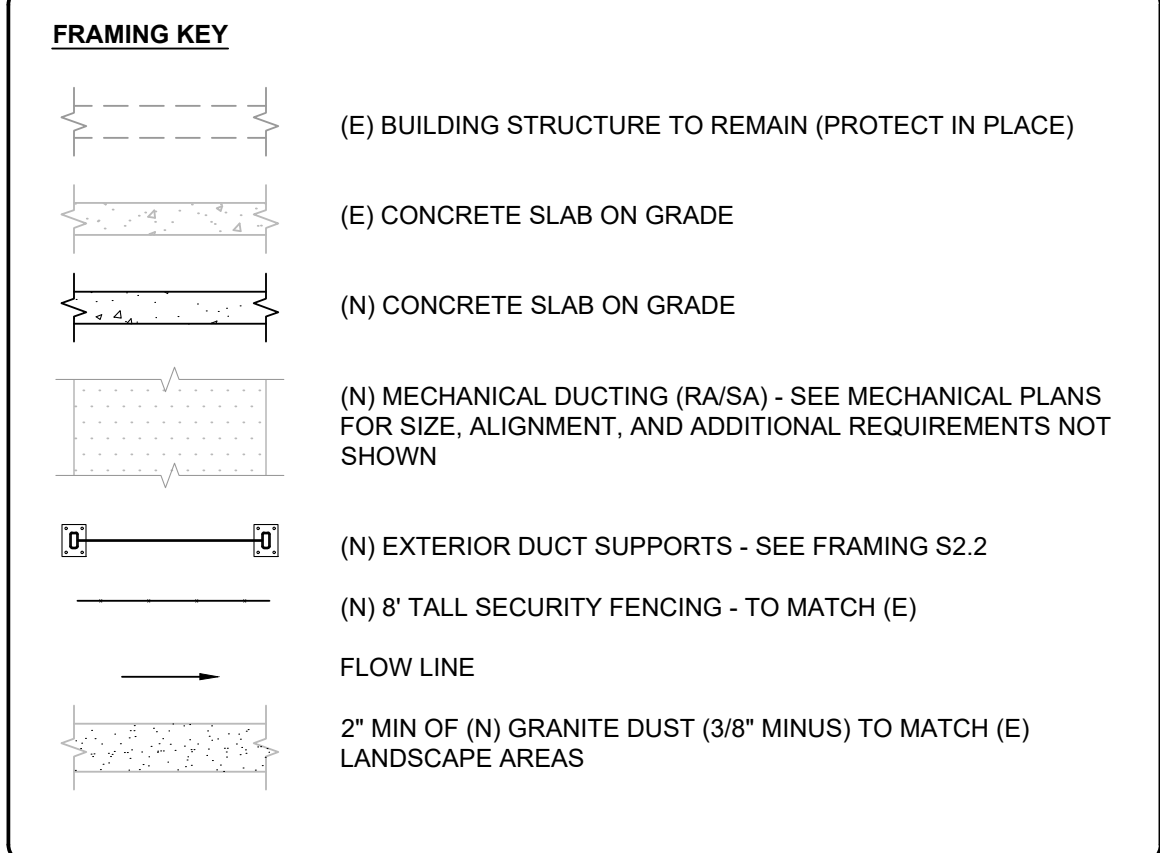 FRAMING KEY
(E) BUILDING STRUCTURE TO REMAIN (PROTECT IN PLACE)
(E) CONCRETE SLAB ON GRADE
(N) CONCRETE SLAB ON GRADE
(N) MECHANICAL DUCTING (RA/SA) - SEE MECHANICAL PLANS
FOR SIZE, ALIGNMENT, AND ADDITIONAL REQUIREMENTS NOT
SHOWN
(N) EXTERIOR DUCT SUPPORTS - SEE FRAMING S2.2
(N) 8' TALL SECURITY FENCING - TO MATCH (E)
FLOW LINE
2" MIN OF (N) GRANITE DUST (3/8" MINUS) TO MATCH (E)
LANDSCAPE AREAS